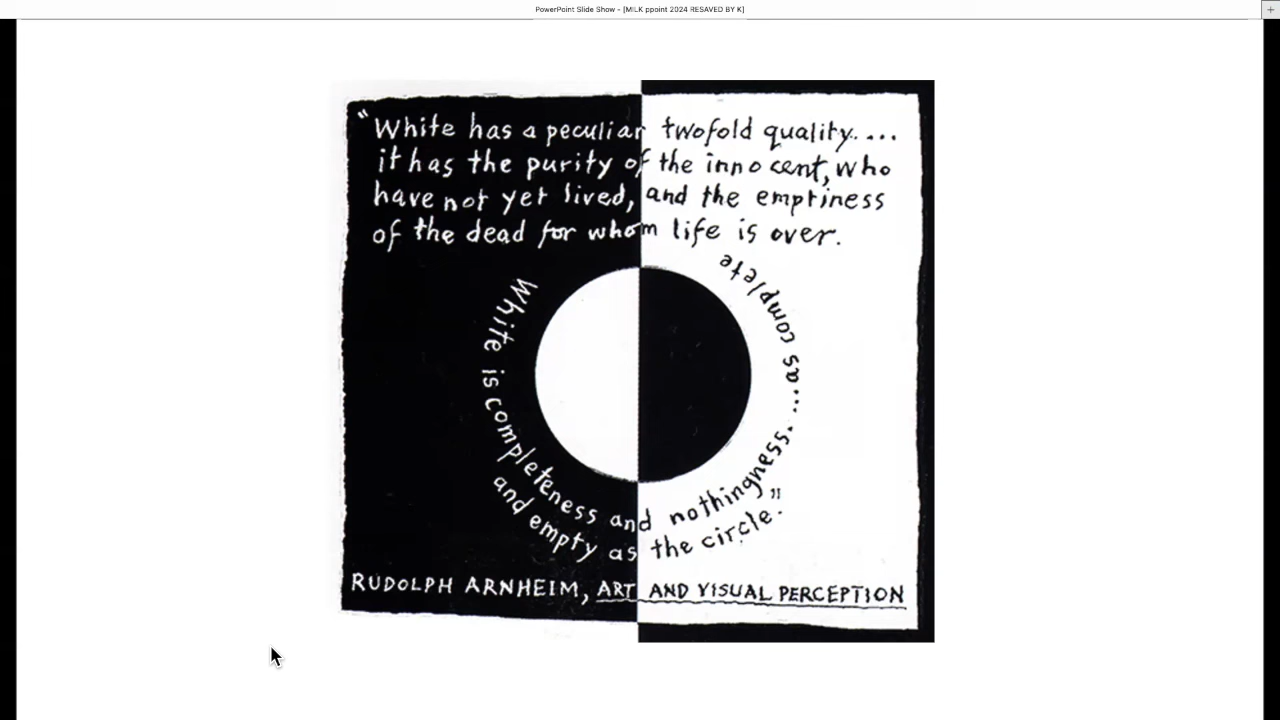 PowerPoint Slide Show - [MILK ppoint 2024 RESAVED BY K]
"White has a peculiar twofold quality....
it has the purity of the innocent, who
have not yet lived, and the emptiness
of the dead for whom life is over.
White is completeness and nothingness....as complete
and empty as the circle."
RUDOLPH ARNHEIM, ART AND VISUAL PERCEPTION